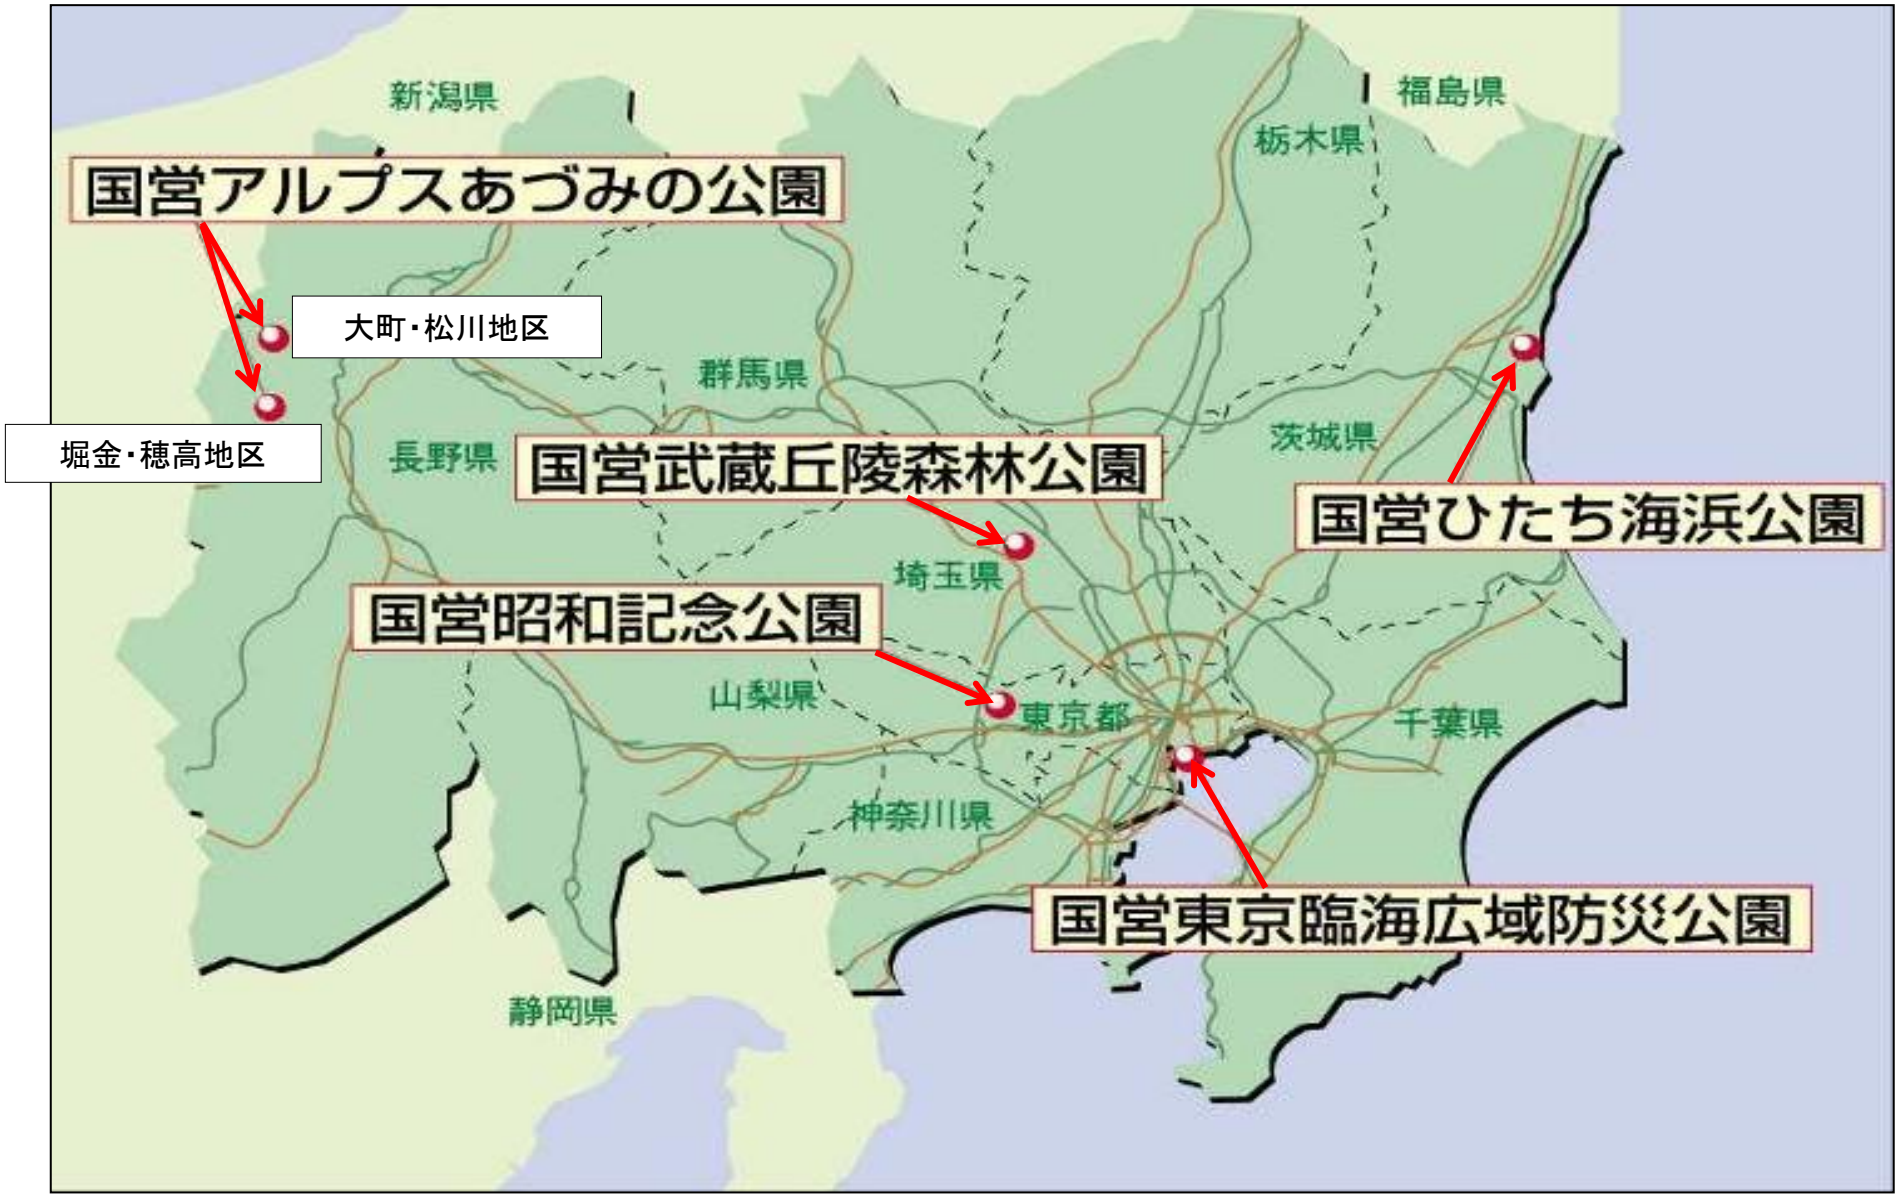 新潟県
福島県
栃木県
国営アルプスあづみの公園
大町・松川地区
群馬県
堀金・穂高地区
長野県
国営武蔵丘陵森林公園
茨城県
国営ひたち海浜公園
埼玉県
国営昭和記念公園
山梨県
東京都
千葉県
神奈川県
国営東京臨海広域防災公園
静岡県